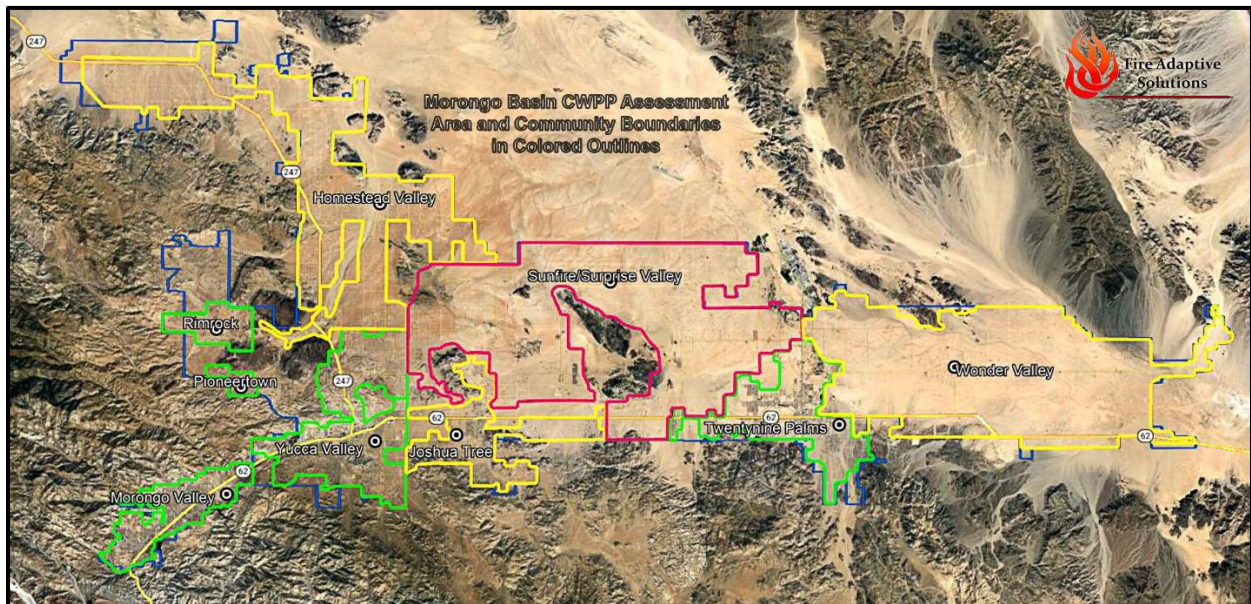 247
Fire Adaptive
Solutions
Morongo Basin CWPP Assessment
Area and Community Boundaries
in Colored Outlines
247
Homestead Valley
Sunfire/Surprise Valley
Rimrock
Wonder Valley
Pioneertown
247
62
62
Twentynine Palms
Yucca Valley
Joshua Tree
62
62
Morongo Valley